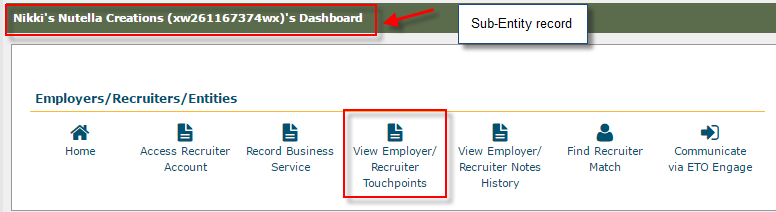 Nikki's Nutella Creations (xw261167374wx)'s Dashboard
Sub-Entity record
Employers/Recruiters/Entities
Home
Access Recruiter
Account
Record Business
Service
View Employer/
Recruiter
Touchpoints
View Employer/
Recruiter Notes
History
Find Recruiter
Match
Communicate
via ETO Engage